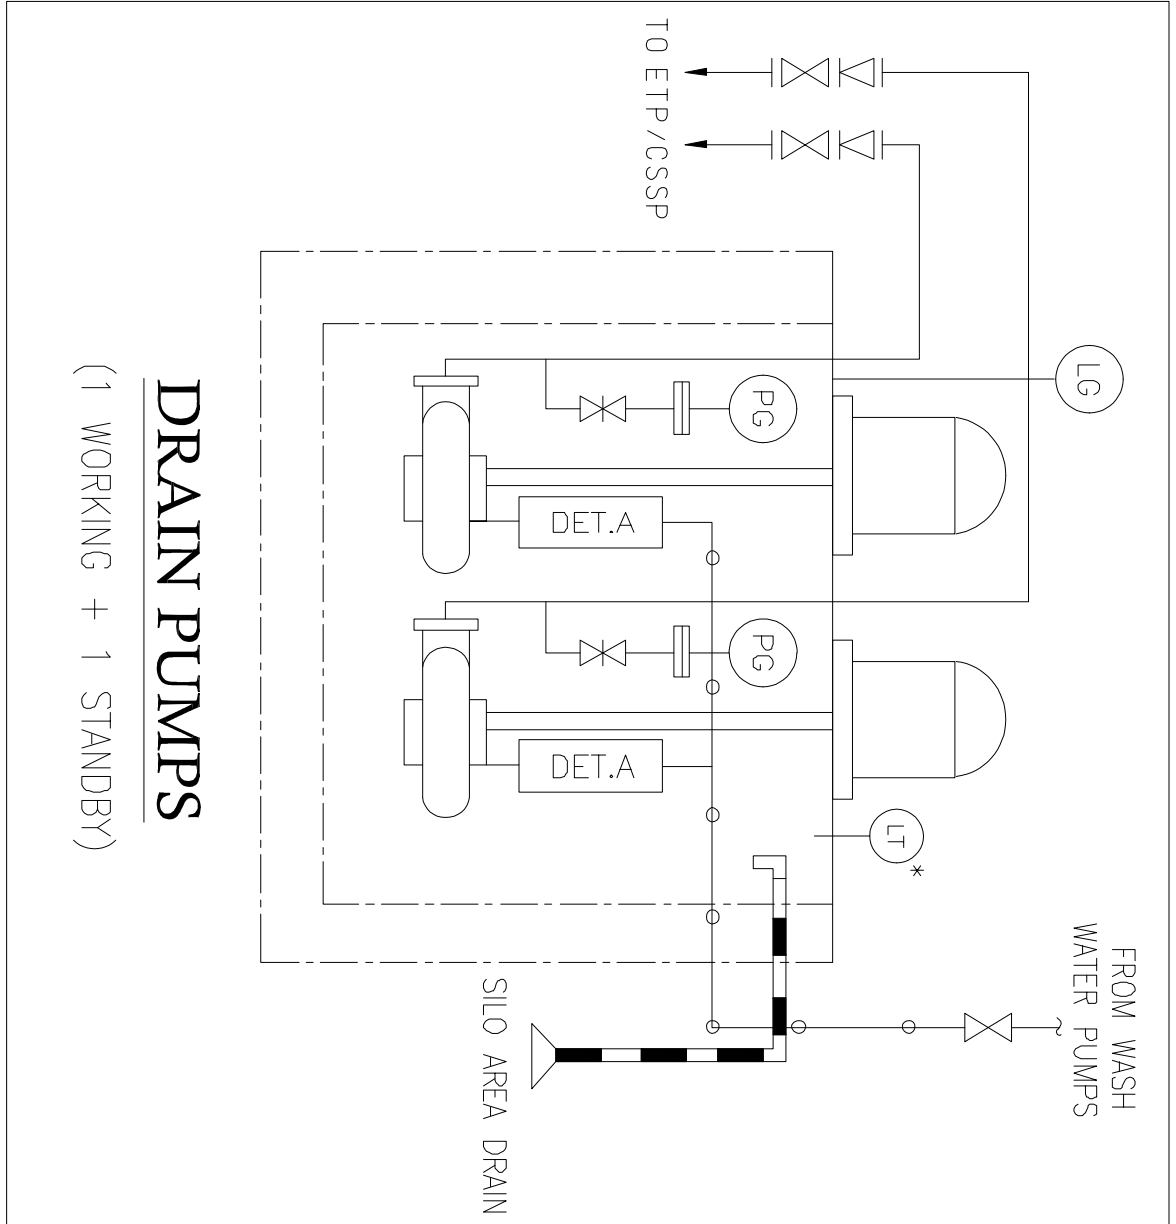 TO ETP/CSSP
LG
PG
DET.A
PG
DET.A
LT
*
FROM WASH
WATER PUMPS
SILO AREA DRAIN
DRAIN PUMPS
(1 WORKING + 1 STANDBY)